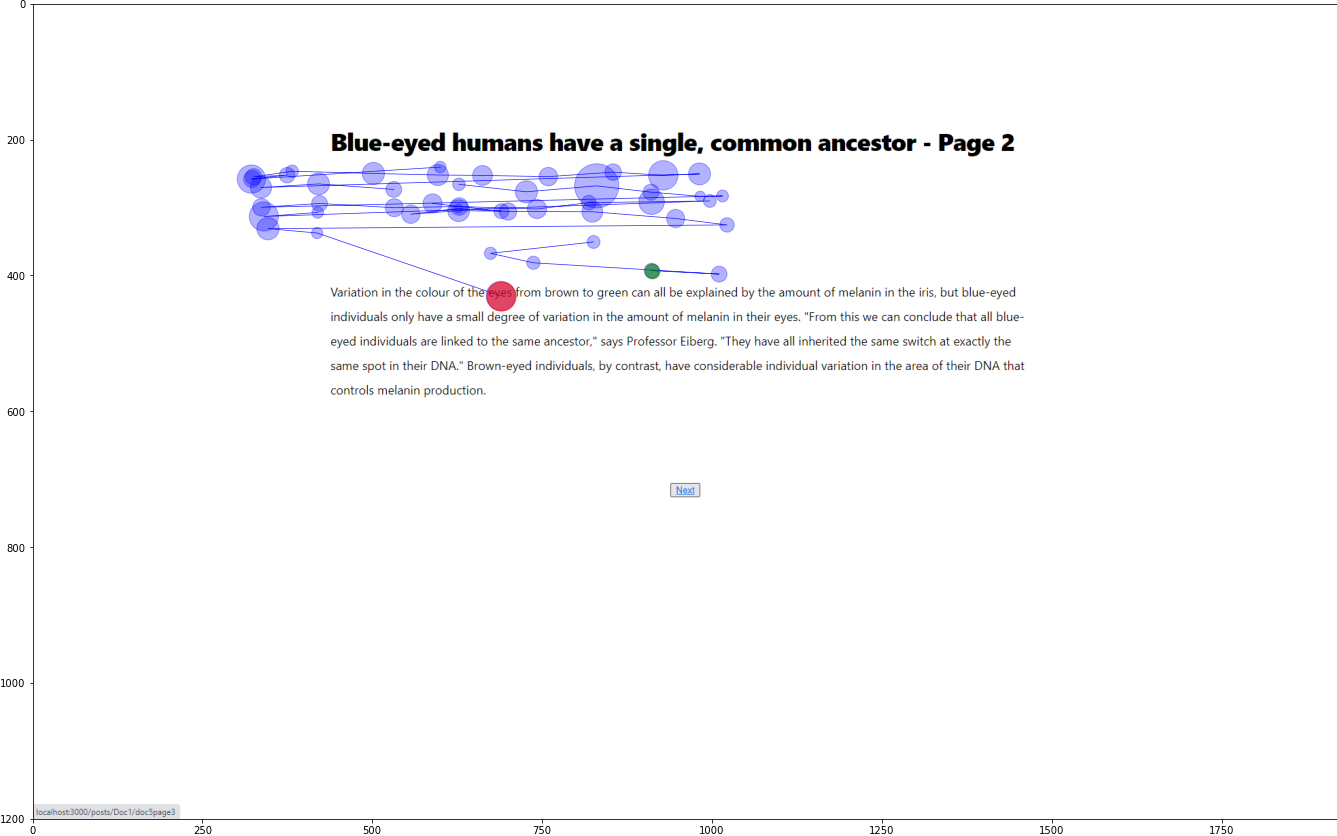 0
200
Blue-eyed humans have a single, common ancestor - Page 2
400
Variation in the colour of the eyes from brown to green can all be explained by the amount of melanin in the iris, but blue-eyed
individuals only have a small degree of variation in the amount of melanin in their eyes. "From this we can conclude that all blue-
eyed individuals are linked to the same ancestor," says Professor Eiberg. "They have all inherited the same switch at exactly the
same spot in their DNA." Brown-eyed individuals, by contrast, have considerable individual variation in the area of their DNA that
controls melanin production.
600
Next
800
1000
localhost:3000/posts/Doc1/doc5page3
1200
0 250 500 750 1000 1250 1500 1750